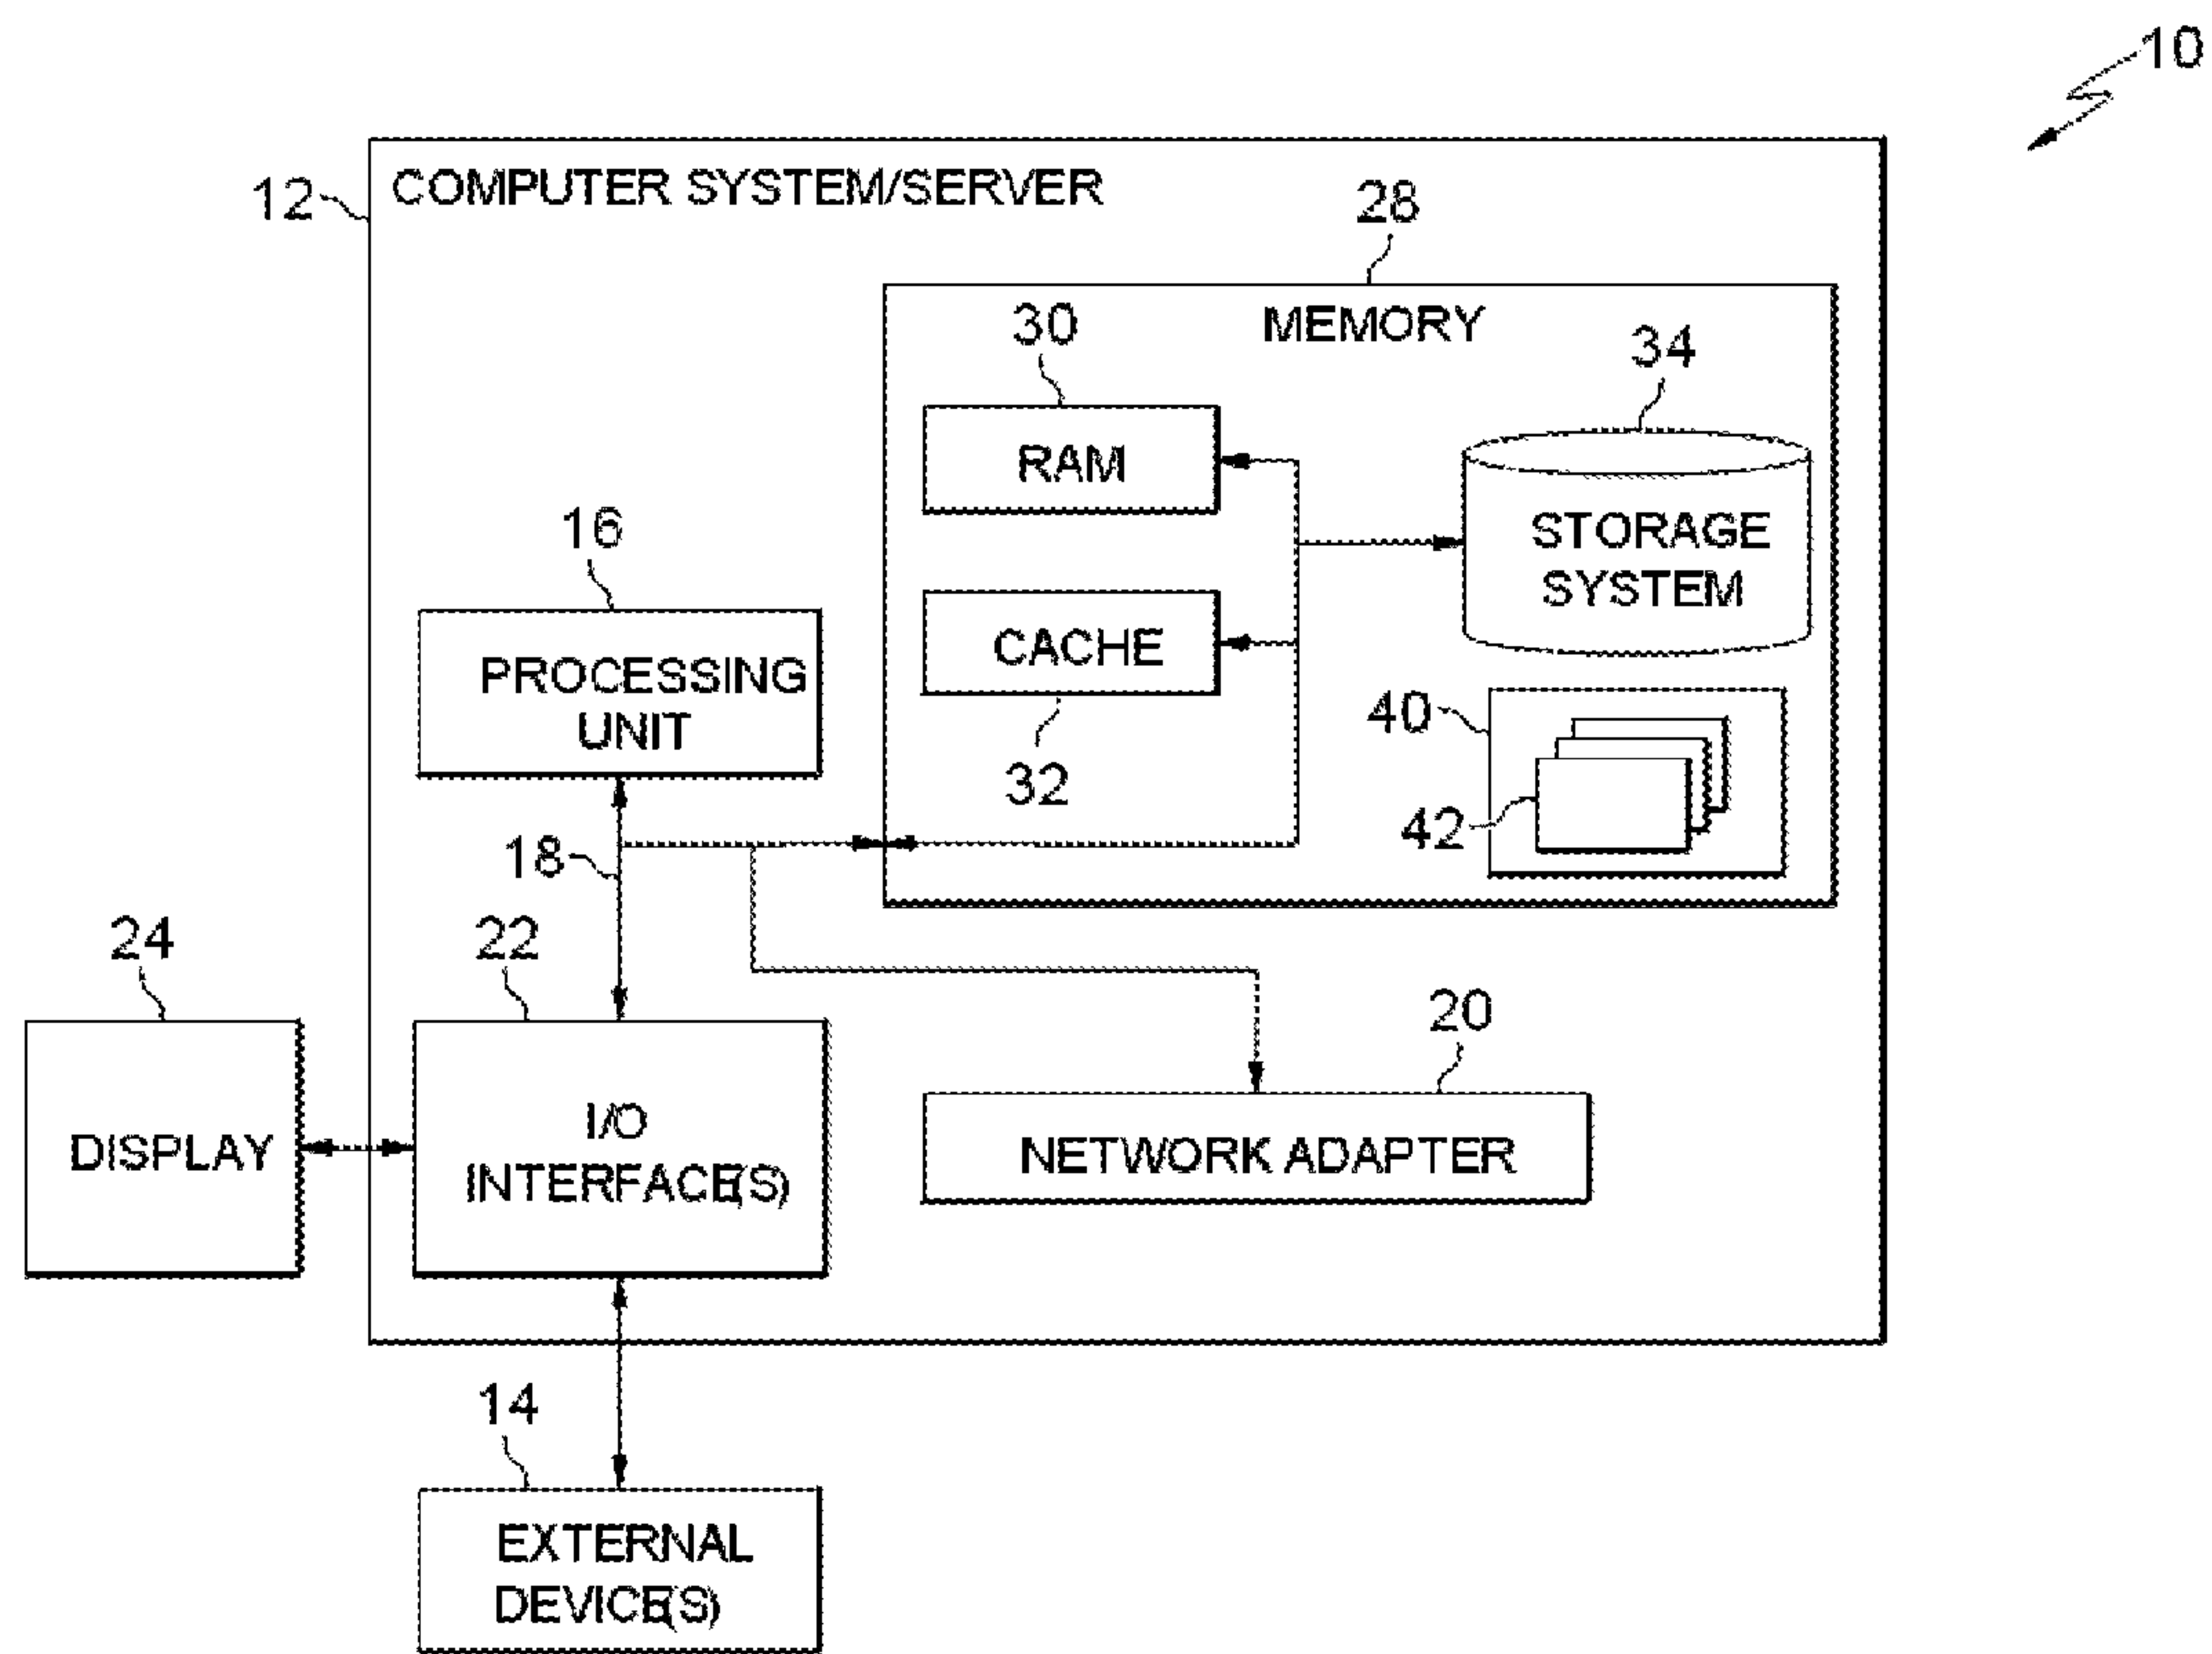 10
12
COMPUTER SYSTEM/SERVER
28
MEMORY
30
RAM
34
STORAGE
SYSTEM
16
PROCESSING
UNIT
CACHE
32
40
42
18
24
DISPLAY
22
I/O
INTERFACE(S)
20
NETWORK ADAPTER
14
EXTERNAL
DEVICE(S)